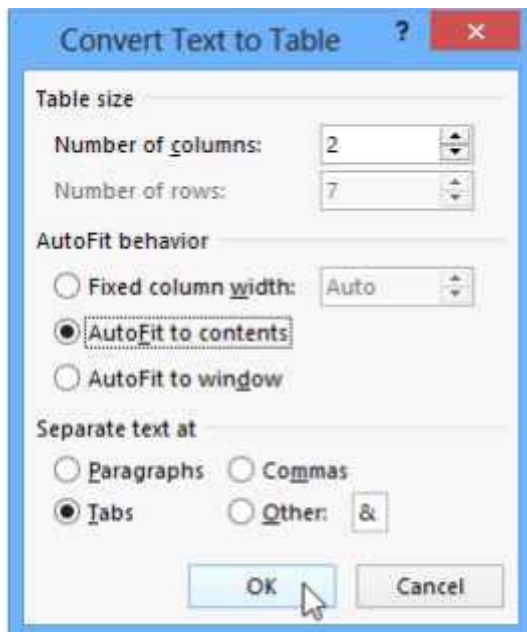 Convert Text to Table ?
Table size
Number of columns: 2
Number of rows: 7
AutoFit behavior
Fixed column width: Auto
AutoFit to contents
AutoFit to window
Separate text at
Paragraphs Commas
Tabs Other: &
OK Cancel